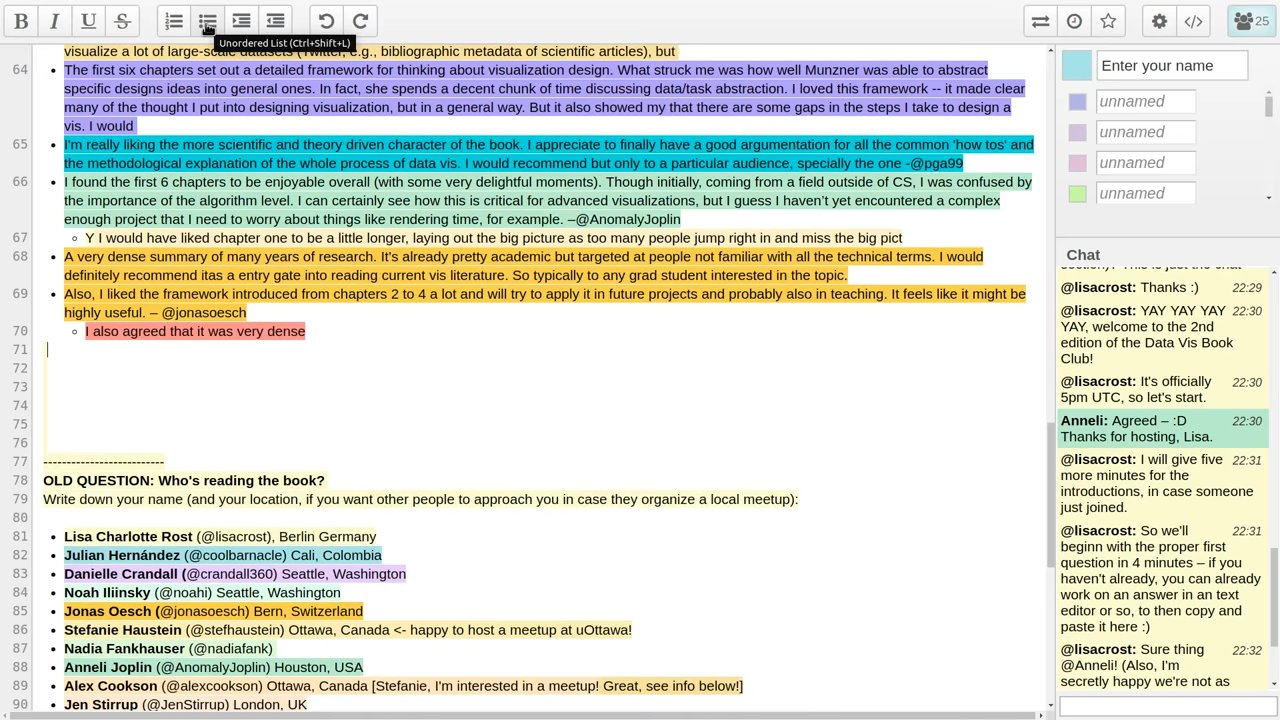 B I U S
25
Unordered List (Ctrl+Shift+L)
visualize a lot of large-scale datasets (Twitter, e.g., bibliographic metadata of scientific articles), but
64 The first six chapters set out a detailed framework for thinking about visualization design. What struck me was how well Munzner was able to abstract
specific designs ideas into general ones. In fact, she spends a decent chunk of time discussing data/task abstraction. I loved this framework -- it made clear
many of the thought I put into designing visualization, but in a general way. But it also showed my that there are some gaps in the steps I take to design a
vis. I would
65 I'm really liking the more scientific and theory driven character of the book. I appreciate to finally have a good argumentation for all the common 'how tos' and
the methodological explanation of the whole process of data vis. I would recommend but only to a particular audience, specially the one -@pga99
66 I found the first 6 chapters to be enjoyable overall (with some very delightful moments). Though initially, coming from a field outside of CS, I was confused by
the importance of the algorithm level. I can certainly see how this is critical for advanced visualizations, but I guess I haven't yet encountered a complex
enough project that I need to worry about things like rendering time, for example. –@AnomalyJoplin
67 Y I would have liked chapter one to be a little longer, laying out the big picture as too many people jump right in and miss the big pict
68 A very dense summary of many years of research. It's already pretty academic but targeted at people not familiar with all the technical terms. I would
definitely recommend itas a entry gate into reading current vis literature. So typically to any grad student interested in the topic.
69 Also, I liked the framework introduced from chapters 2 to 4 a lot and will try to apply it in future projects and probably also in teaching. It feels like it might be
highly useful. – @jonasoesch
70 I also agreed that it was very dense
71
72
73
74
75
76
77 --------------------------
78 OLD QUESTION: Who's reading the book?
79 Write down your name (and your location, if you want other people to approach you in case they organize a local meetup):
80
81 Lisa Charlotte Rost (@lisacrost), Berlin Germany
82 Julian Hernández (@coolbarnacle) Cali, Colombia
83 Danielle Crandall (@crandall360) Seattle, Washington
84 Noah Iliinsky (@noahi) Seattle, Washington
85 Jonas Oesch (@jonasoesch) Bern, Switzerland
86 Stefanie Haustein (@stefhaustein) Ottawa, Canada <- happy to host a meetup at uOttawa!
87 Nadia Fankhauser (@nadiafank)
88 Anneli Joplin (@AnomalyJoplin) Houston, USA
89 Alex Cookson (@alexcookson) Ottawa, Canada [Stefanie, I'm interested in a meetup! Great, see info below!]
90 Jen Stirrup (@JenStirrup) London, UK
Enter your name
unnamed
unnamed
unnamed
unnamed
Chat
section)? This is just the chat
@lisacrost: Thanks :) 22:29
@lisacrost: YAY YAY YAY 22:30
YAY, welcome to the 2nd
edition of the Data Vis Book
Club!
@lisacrost: It's officially 22:30
5pm UTC, so let's start.
Anneli: Agreed – :D 22:30
Thanks for hosting, Lisa.
@lisacrost: I will give five 22:31
more minutes for the
introductions, in case someone
just joined.
@lisacrost: So we'll 22:31
beginn with the proper first
question in 4 minutes – if you
haven't already, you can already
work on an answer in an text
editor or so, to then copy and
paste it here :)
@lisacrost: Sure thing 22:32
@Anneli! (Also, I'm
secretly happy we're not as